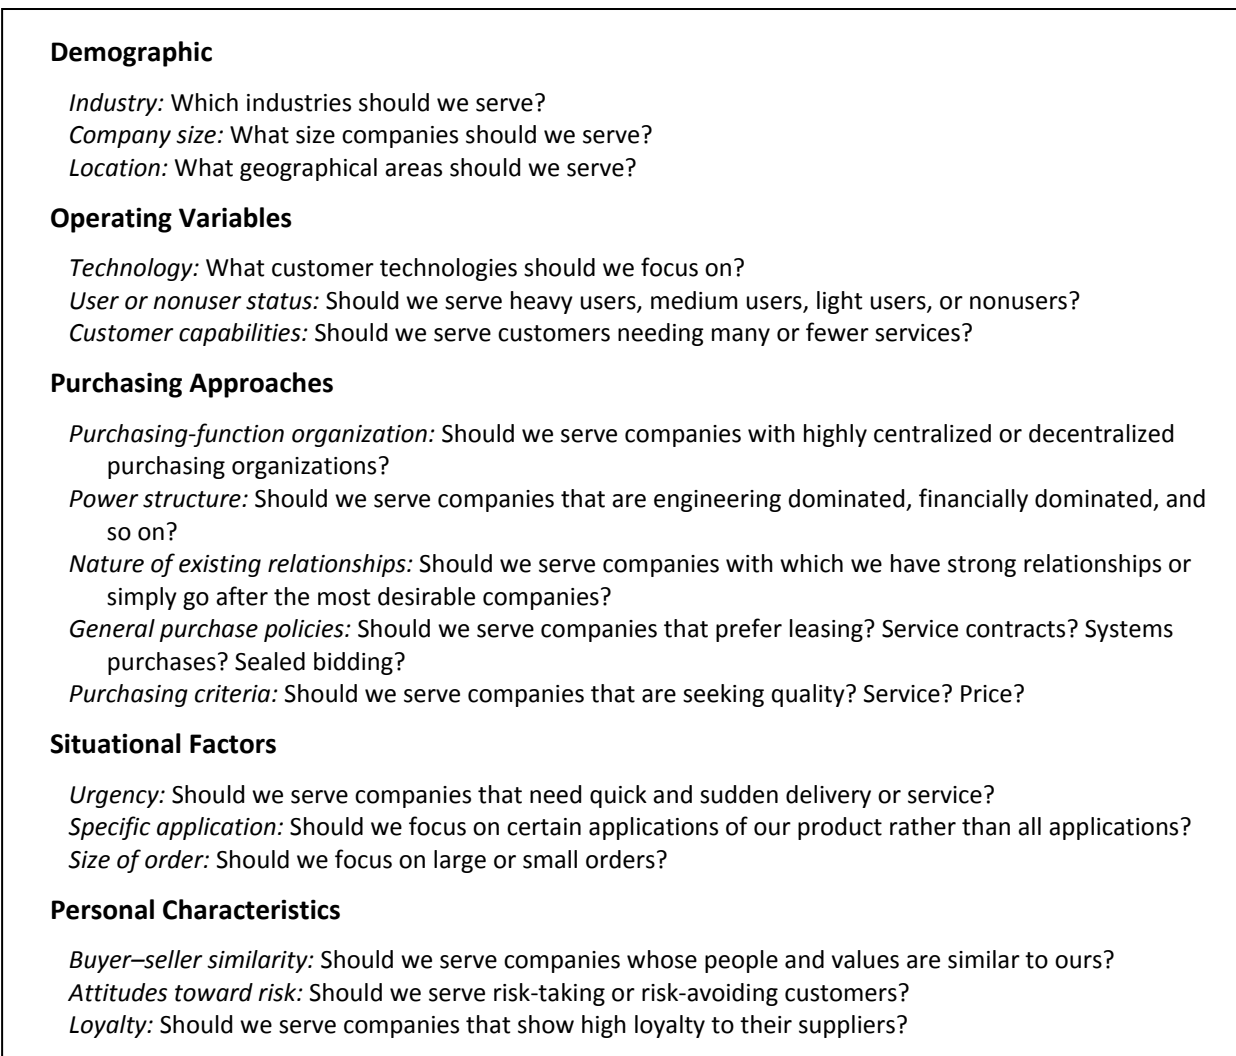 Demographic
Industry: Which industries should we serve?
Company size: What size companies should we serve?
Location: What geographical areas should we serve?
Operating Variables
Technology: What customer technologies should we focus on?
User or nonuser status: Should we serve heavy users, medium users, light users, or nonusers?
Customer capabilities: Should we serve customers needing many or fewer services?
Purchasing Approaches
Purchasing-function organization: Should we serve companies with highly centralized or decentralized
purchasing organizations?
Power structure: Should we serve companies that are engineering dominated, financially dominated, and
so on?
Nature of existing relationships: Should we serve companies with which we have strong relationships or
simply go after the most desirable companies?
General purchase policies: Should we serve companies that prefer leasing? Service contracts? Systems
purchases? Sealed bidding?
Purchasing criteria: Should we serve companies that are seeking quality? Service? Price?
Situational Factors
Urgency: Should we serve companies that need quick and sudden delivery or service?
Specific application: Should we focus on certain applications of our product rather than all applications?
Size of order: Should we focus on large or small orders?
Personal Characteristics
Buyer–seller similarity: Should we serve companies whose people and values are similar to ours?
Attitudes toward risk: Should we serve risk-taking or risk-avoiding customers?
Loyalty: Should we serve companies that show high loyalty to their suppliers?